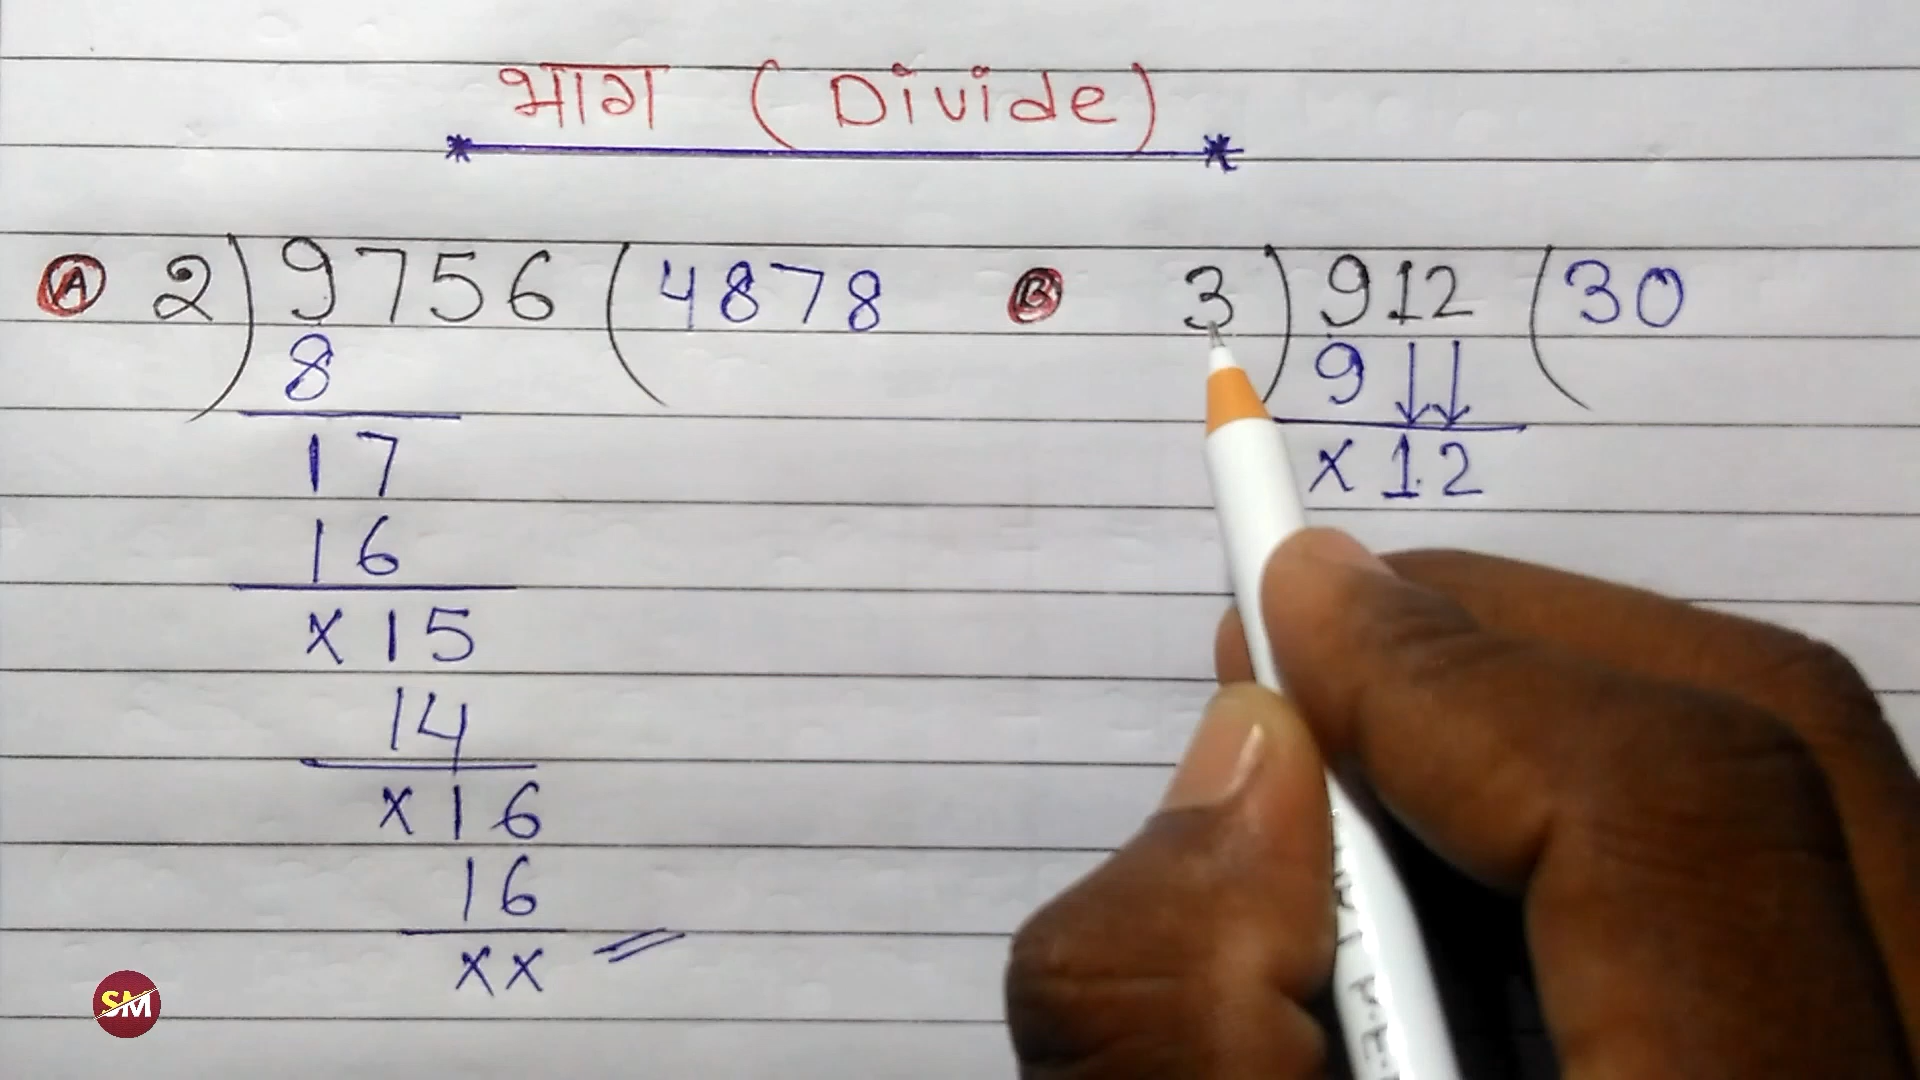 भाग (Divide)
Ⓐ 2)9756(4878
8
17
16
x15
14
x16
16
xx
Ⓑ 3)912(30
9↓↓
x12
SM